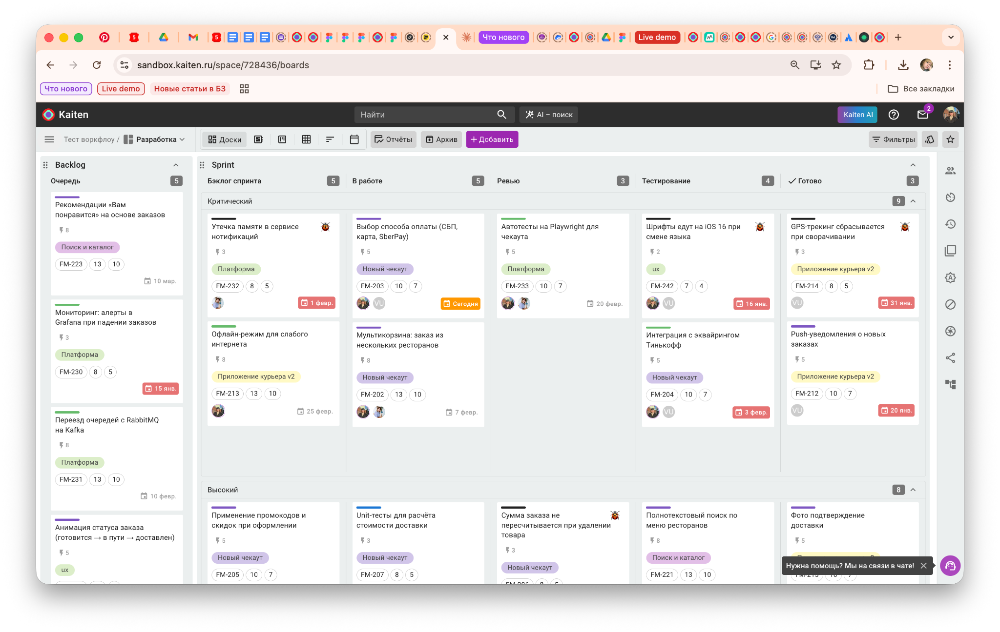 5
5
Что нового
Live demo
sandbox.kaiten.ru/space/728436/boards
Что нового
Live demo
Новые статьи в БЗ
Все закладки
Kaiten
Найти
AI – поиск
Kaiten AI
2
Тест воркфлоу /
Разработка
Доски
Отчёты
Архив
+ Добавить
Фильтры
Backlog
Очередь
5
Рекомендации «Вам
понравится» на основе заказов
8
Поиск и каталог
FM-223 13 10
10 мар.
Мониторинг: алерты в
Grafana при падении заказов
3
Платформа
FM-230 8 5
15 янв.
Переезд очередей с RabbitMQ
на Kafka
8
Платформа
FM-231 13 10
10 февр.
Анимация статуса заказа
(готовится → в пути → доставлен)
5
ux
Sprint
Бэклог спринта 5
В работе 5
Ревью 3
Тестирование 4
Готово 3
Критический 9
Утечка памяти в сервисе
нотификаций
3
Платформа
FM-232 8 5
1 февр.
Офлайн-режим для слабого
интернета
8
Приложение курьера v2
FM-213 13 10
25 февр.
Выбор способа оплаты (СБП,
карта, SberPay)
5
Новый чекаут
FM-203 10 7
VU
Сегодня
Мультикорзина: заказ из
нескольких ресторанов
8
Новый чекаут
FM-202 13 10
7 февр.
Автотесты на Playwright для
чекаута
5
Платформа
FM-233 10 7
20 февр.
Шрифты едут на iOS 16 при
смене языка
2
ux
FM-242 7 4
VU
16 янв.
Интеграция с эквайрингом
Тинькофф
5
Новый чекаут
FM-204 10 7
VU
3 февр.
GPS-трекинг сбрасывается
при сворачивании
3
Приложение курьера v2
FM-214 8 5
VU
31 янв.
Push-уведомления о новых
заказах
5
Приложение курьера v2
FM-212 10 7
VU
20 янв.
Высокий 8
Применение промокодов и
скидок при оформлении
5
Новый чекаут
FM-205 10 7
Unit-тесты для расчёта
стоимости доставки
3
Новый чекаут
FM-207 8 5
Сумма заказа не
пересчитывается при удалении
товара
3
Новый чекаут
FM-206 8 5
Полнотекстовый поиск по
меню ресторанов
8
Поиск и каталог
FM-221 13 10
Фото подтверждение
доставки
5
Нужна помощь? Мы на связи в чате!